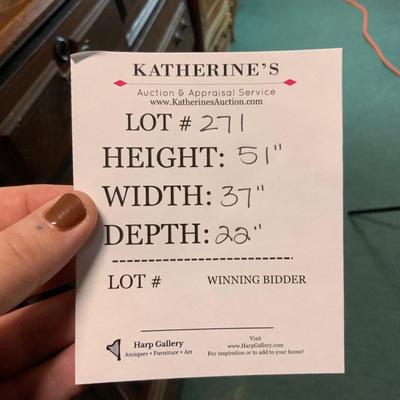 KATHERINE'S
Auction & Appraisal Service
www.KatherinesAuction.com
LOT # 271
HEIGHT: 51"
WIDTH: 37"
DEPTH: 22"
LOT # WINNING BIDDER
Harp Gallery
Antiques • Furniture • Art
Visit
www.HarpGallery.com
For inspiration or to add to your home!